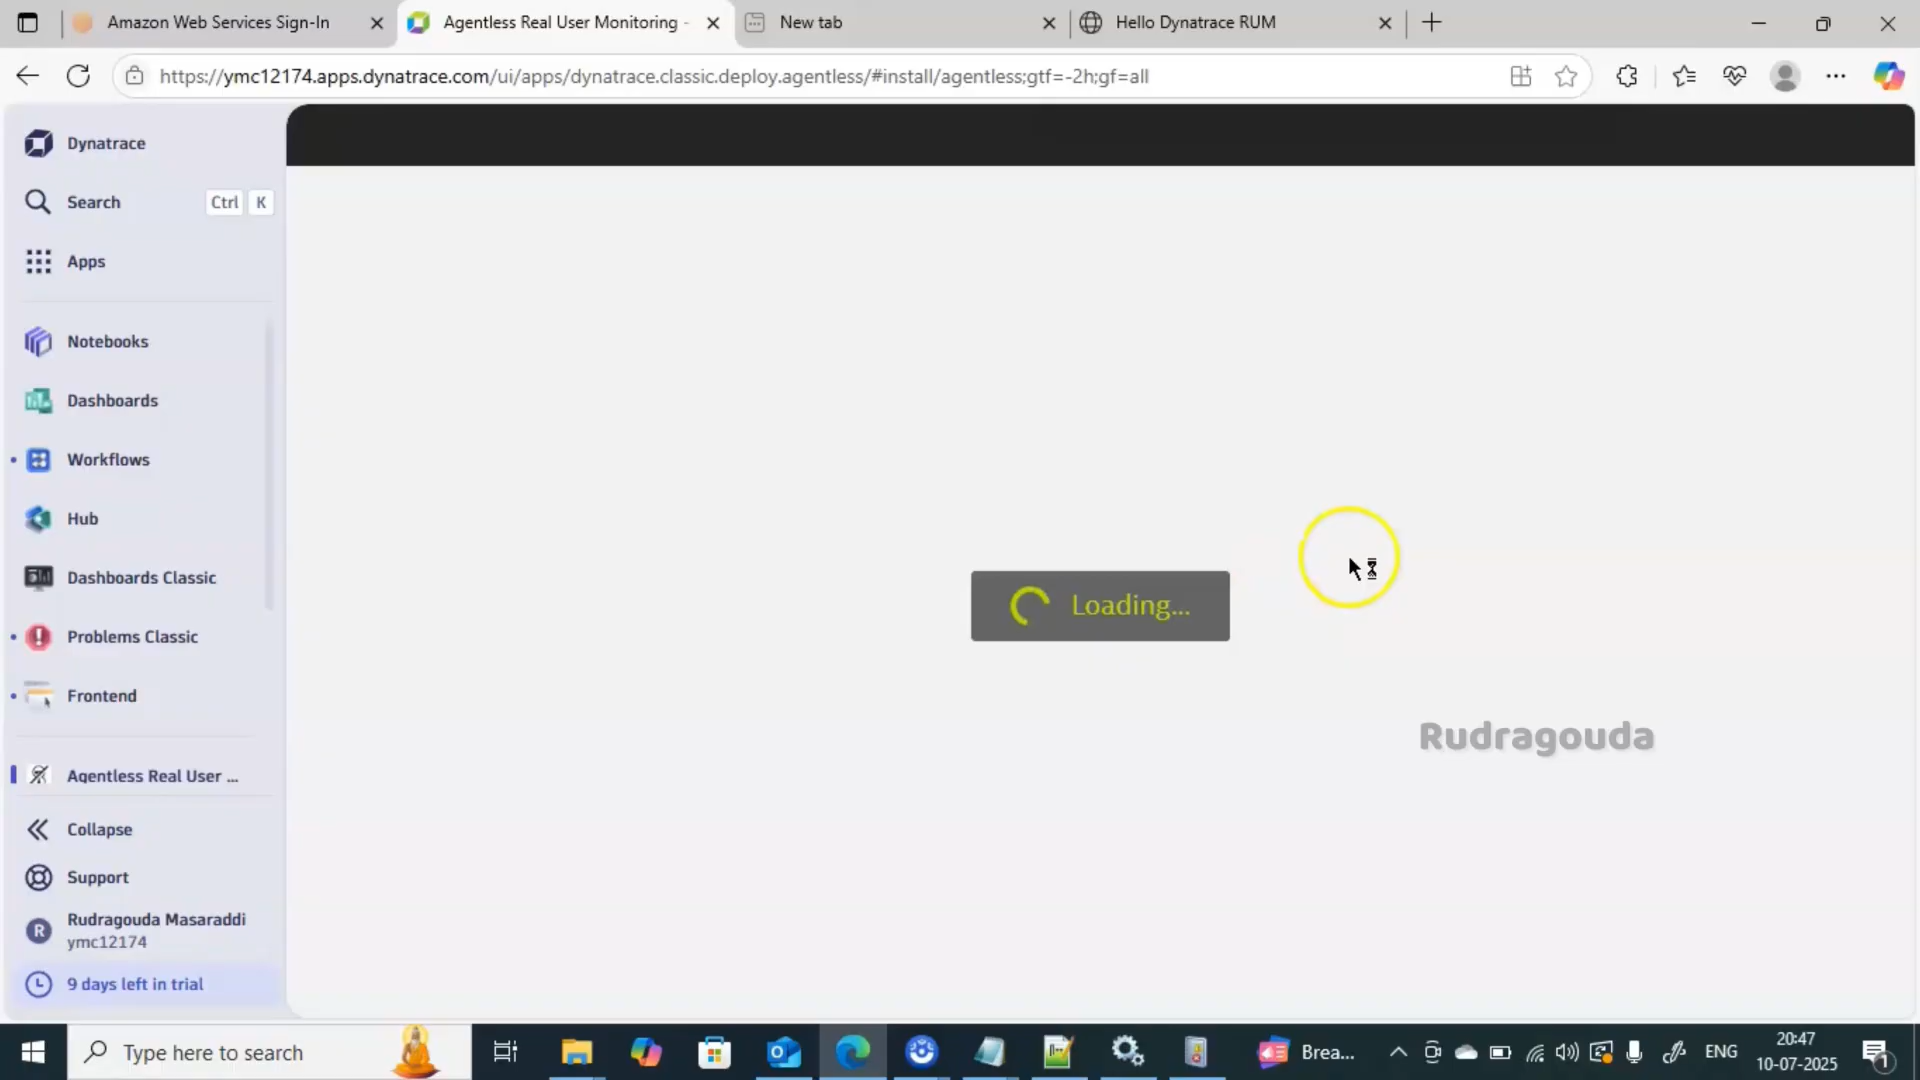 Amazon Web Services Sign-In
Agentless Real User Monitoring -
New tab
Hello Dynatrace RUM
https://ymc12174.apps.dynatrace.com/ui/apps/dynatrace.classic.deploy.agentless/#install/agentless;gtf=-2h;gf=all
Dynatrace
Search Ctrl K
Apps
Notebooks
Dashboards
Workflows
Hub
Dashboards Classic
Problems Classic
Frontend
Agentless Real User ...
Collapse
Support
R Rudragouda Masaraddi
ymc12174
9 days left in trial
Loading...
Rudragouda
Type here to search
Brea...
ENG
20:47
10-07-2025
1